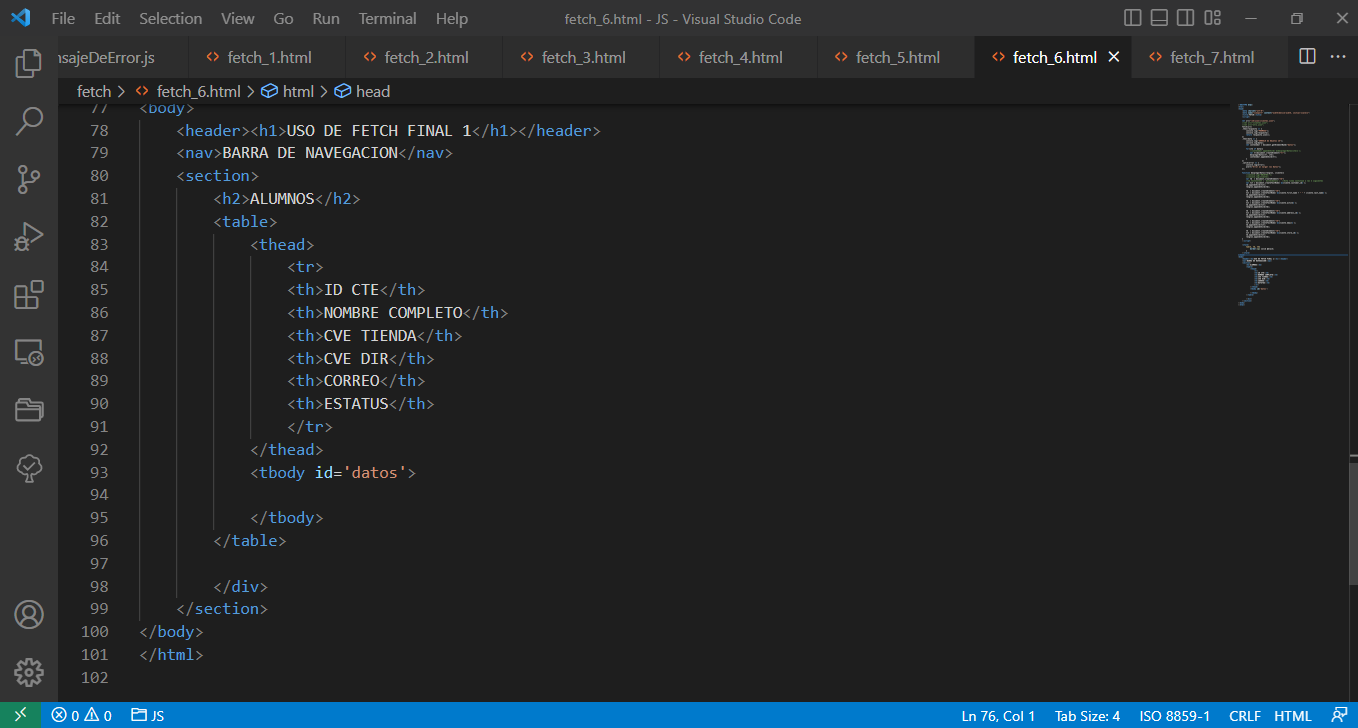 File Edit Selection View Go Run Terminal Help fetch_6.html - JS - Visual Studio Code
nsajeDeError.js fetch_1.html fetch_2.html fetch_3.html fetch_4.html fetch_5.html fetch_6.html fetch_7.html
fetch > fetch_6.html > html > head
77 <body>
78 <header><h1>USO DE FETCH FINAL 1</h1></header>
79 <nav>BARRA DE NAVEGACION</nav>
80 <section>
81 <h2>ALUMNOS</h2>
82 <table>
83 <thead>
84 <tr>
85 <th>ID CTE</th>
86 <th>NOMBRE COMPLETO</th>
87 <th>CVE TIENDA</th>
88 <th>CVE DIR</th>
89 <th>CORREO</th>
90 <th>ESTATUS</th>
91 </tr>
92 </thead>
93 <tbody id='datos'>
94
95 </tbody>
96 </table>
97
98 </div>
99 </section>
100 </body>
101 </html>
102
0 0 JS Ln 76, Col 1 Tab Size: 4 ISO 8859-1 CRLF HTML